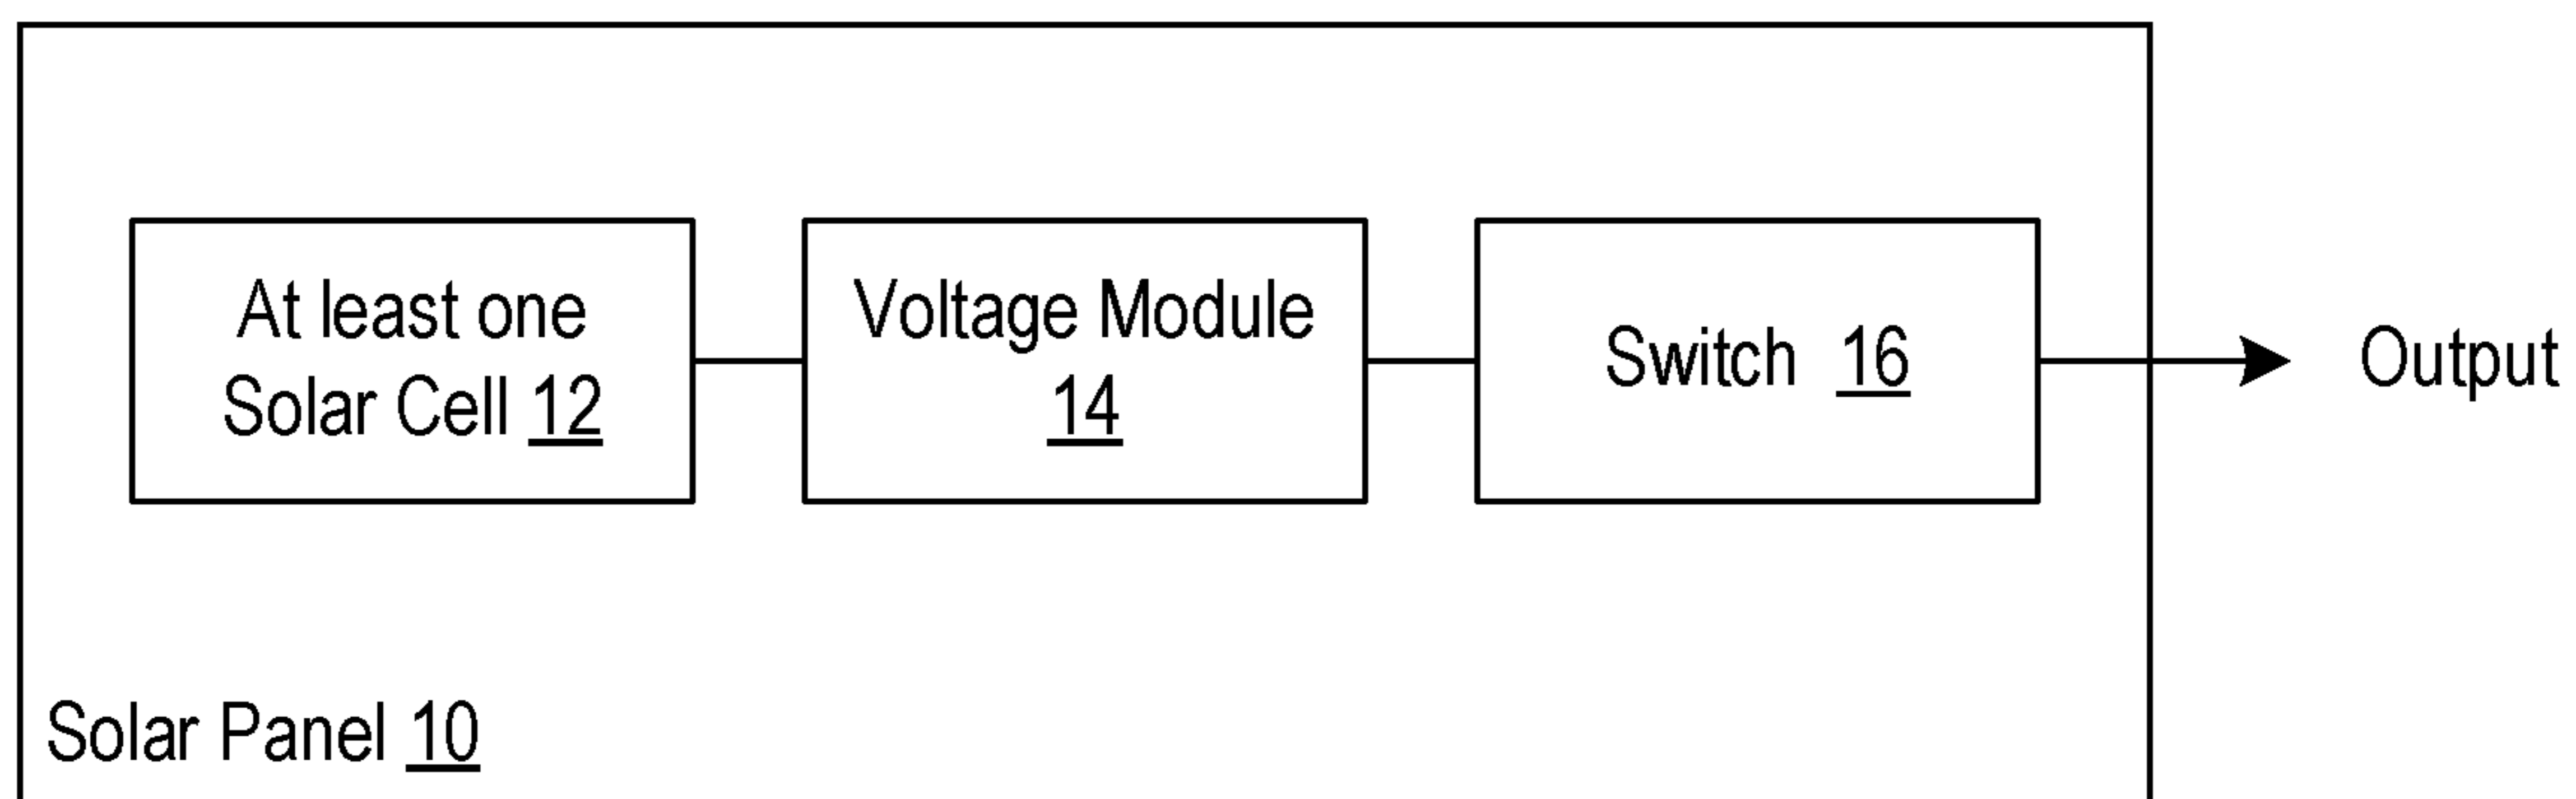 At least one
Solar Cell 12
Voltage Module
14
Switch 16
Output
Solar Panel 10